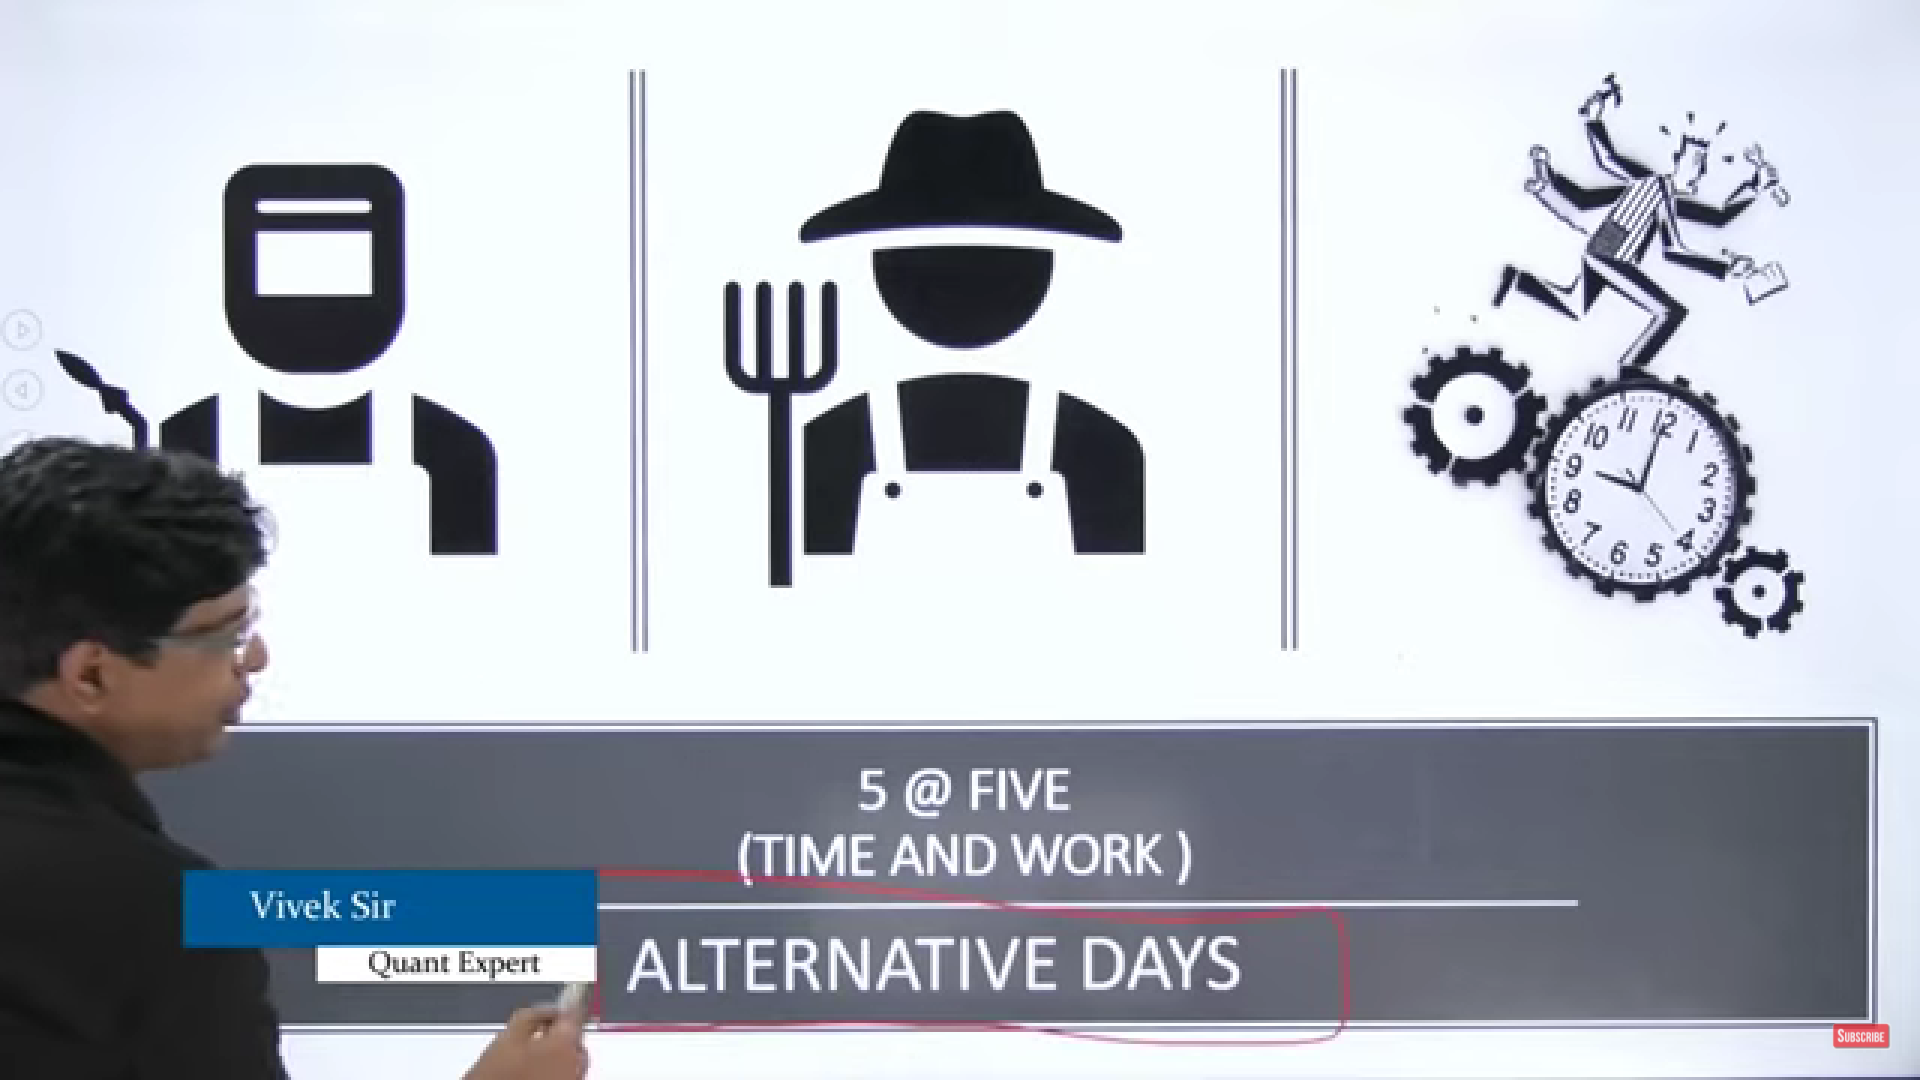 11 12 1
10 2
9 3
8 4
7 6 5
5 @ FIVE
(TIME AND WORK )
Vivek Sir
Quant Expert
ALTERNATIVE DAYS
SUBSCRIBE